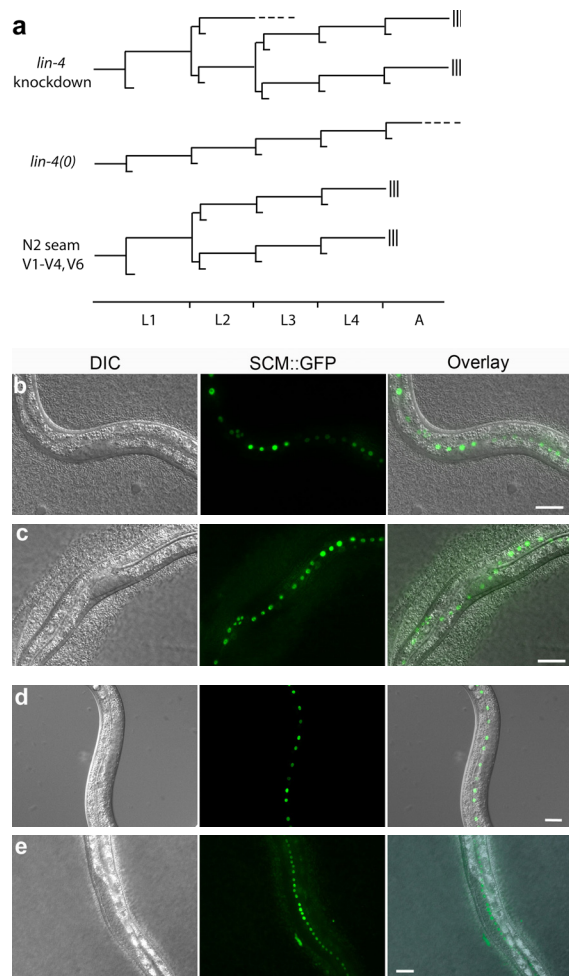 a
lin-4
knockdown
lin-4(0)
N2 seam
V1-V4, V6
L1 L2 L3 L4 A
DIC SCM::GFP Overlay
b
c
d
e